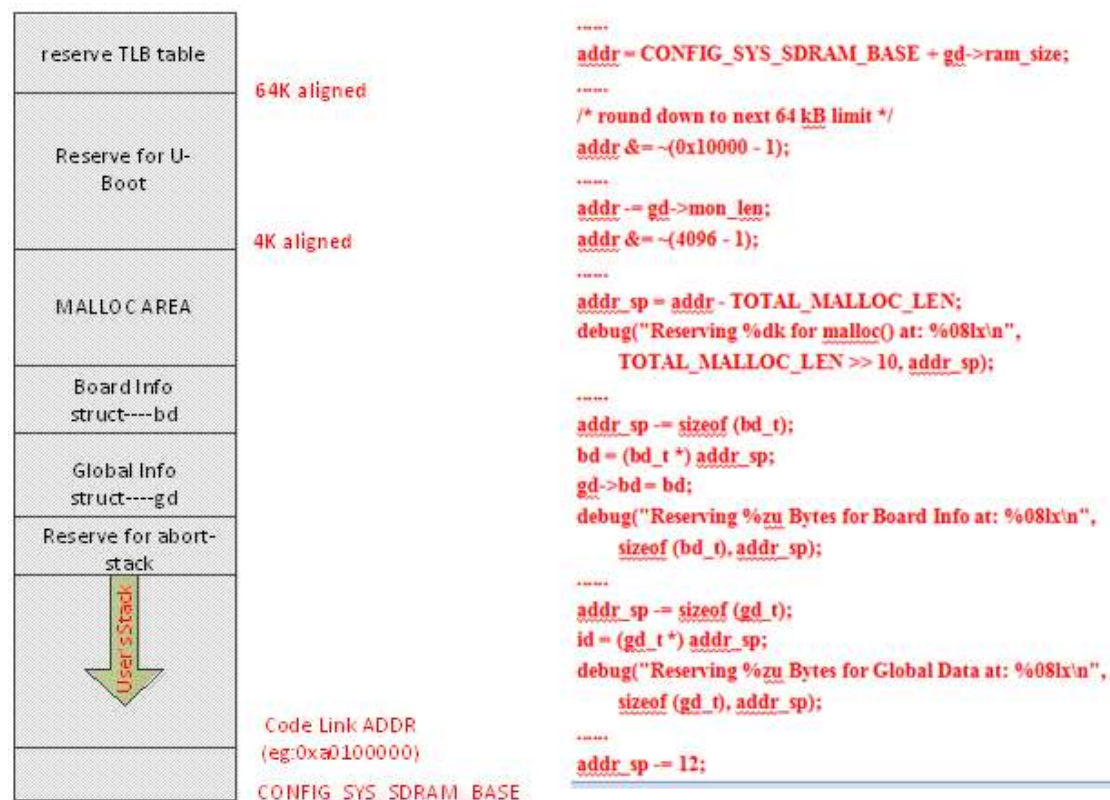 reserve TLB table
64K aligned
Reserve for U-
Boot
4K aligned
MALLOC AREA
Board Info
struct----bd
Global Info
struct----gd
Reserve for abort-
stack
User's Stack
Code Link ADDR
(eg:0xa0100000)
CONFIG_SYS_SDRAM_BASE
......
addr = CONFIG_SYS_SDRAM_BASE + gd->ram_size;
......
/* round down to next 64 kB limit */
addr &= ~(0x10000 - 1);
......
addr -= gd->mon_len;
addr &= ~(4096 - 1);
......
addr_sp = addr - TOTAL_MALLOC_LEN;
debug("Reserving %dk for malloc() at: %08lx\n",
TOTAL_MALLOC_LEN >> 10, addr_sp);
......
addr_sp -= sizeof (bd_t);
bd = (bd_t *) addr_sp;
gd->bd = bd;
debug("Reserving %zu Bytes for Board Info at: %08lx\n",
sizeof (bd_t), addr_sp);
......
addr_sp -= sizeof (gd_t);
id = (gd_t *) addr_sp;
debug("Reserving %zu Bytes for Global Data at: %08lx\n",
sizeof (gd_t), addr_sp);
......
addr_sp -= 12;